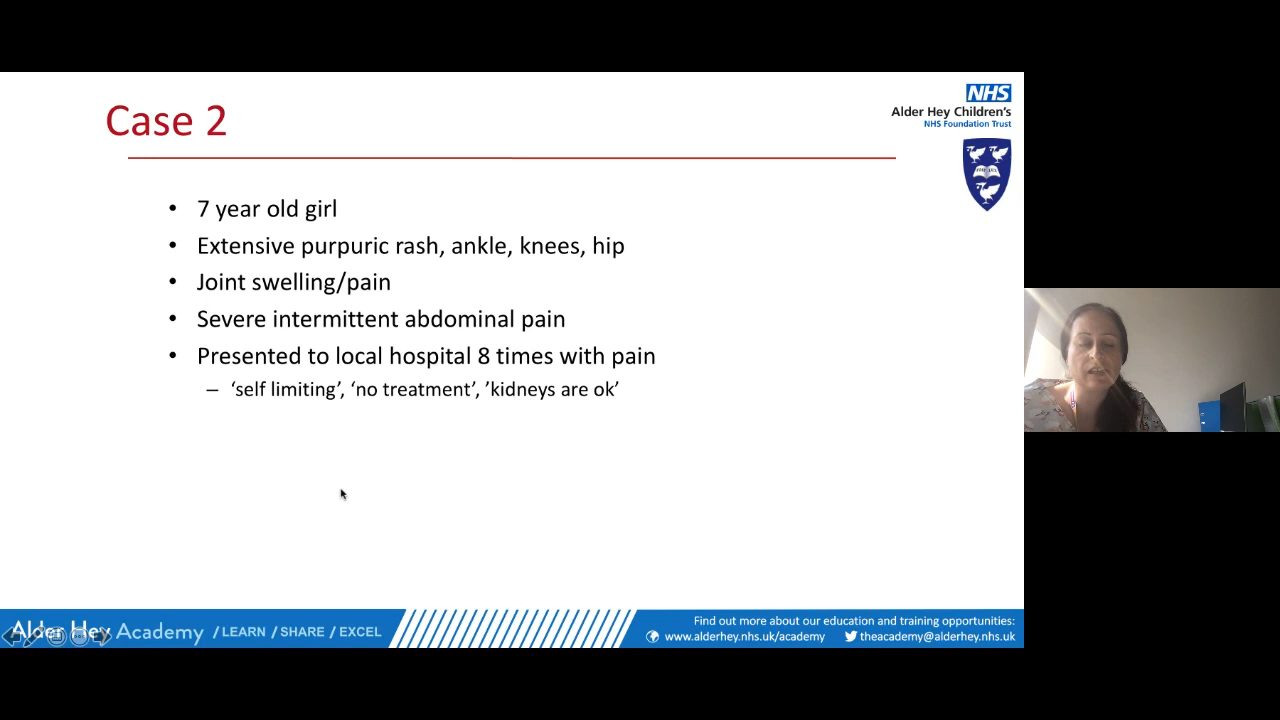 Case 2
NHS
Alder Hey Children's
NHS Foundation Trust
• 7 year old girl
• Extensive purpuric rash, ankle, knees, hip
• Joint swelling/pain
• Severe intermittent abdominal pain
• Presented to local hospital 8 times with pain
– ‘self limiting’, ‘no treatment’, ’kidneys are ok’
Alder Hey Academy / LEARN / SHARE / EXCEL
Find out more about our education and training opportunities:
www.alderhey.nhs.uk/academy theacademy@alderhey.nhs.uk